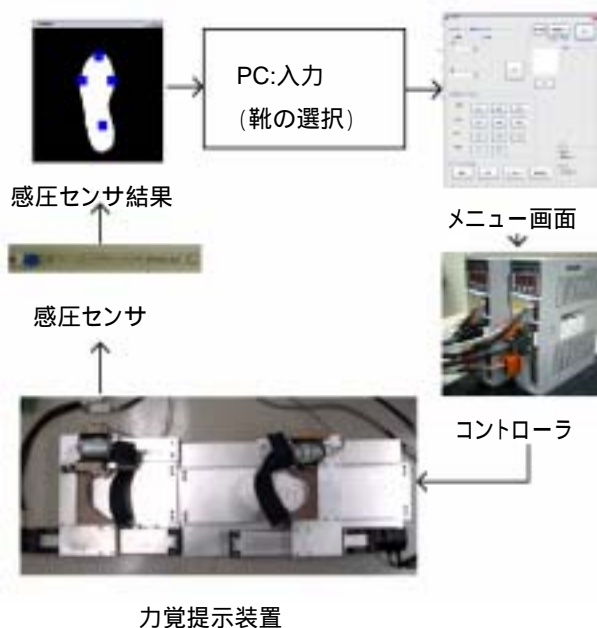 PC:入力
(靴の選択)
感圧センサ結果
メニュー画面
感圧センサ
コントローラ
力覚提示装置